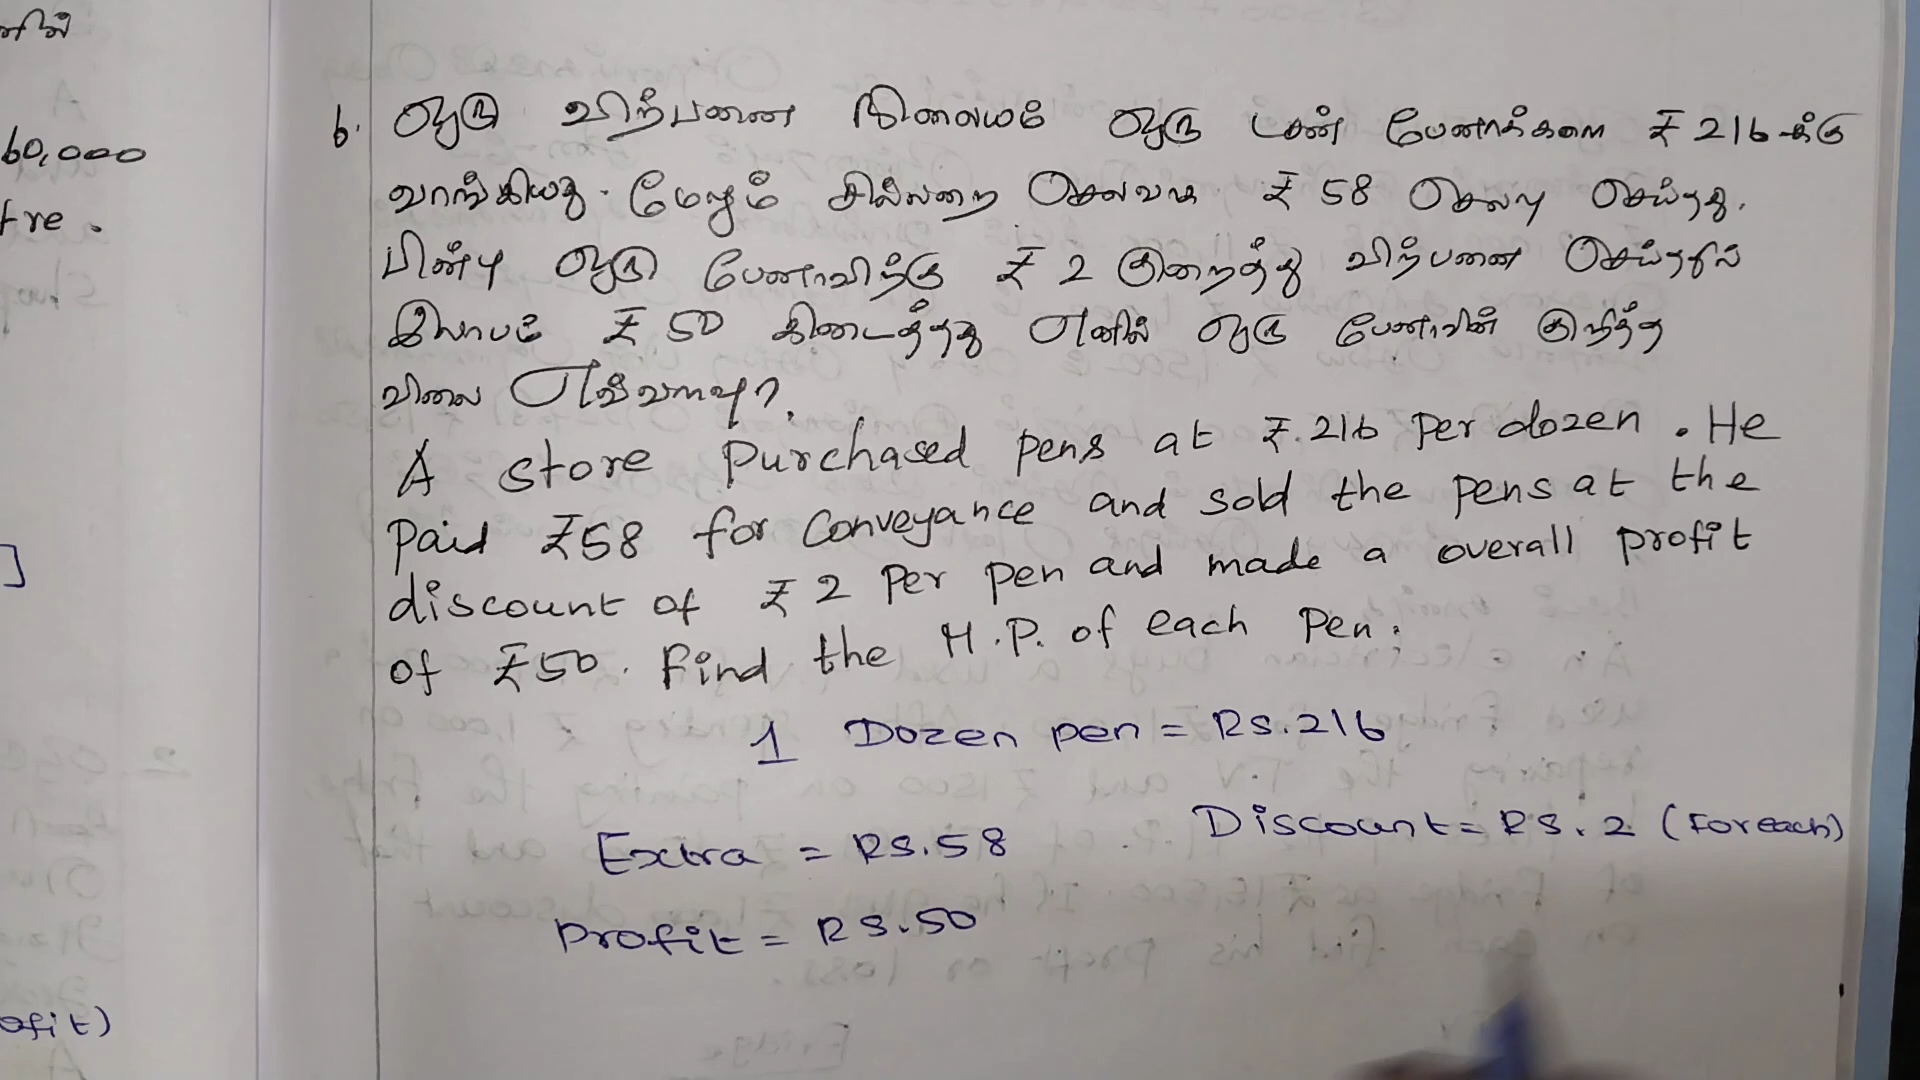 னில்
60,000
tre.
]
ofit)
6. ஒரு விற்பனை நிலையம் ஒரு டசன் பேனாக்களை ₹ 216-க்கு
வாங்கியது. மேலும் சில்லறை செலவாக ₹ 58 செலவு செய்தது.
பின்பு ஒரு பேனாவிற்கு ₹ 2 குறைத்து விற்பனை செய்ததில்
இலாபம் ₹ 50 கிடைத்தது எனில் ஒரு பேனாவின் குறித்த
விலை எவ்வளவு?
A store purchased pens at ₹.216 per dozen. He
paid ₹58 for conveyance and sold the pens at the
discount of ₹ 2 per pen and made a overall profit
of ₹50. Find the M.P. of each pen.
1 Dozen pen = RS.216
Extra = RS.58 Discount = RS.2 (For each)
Profit = RS.50